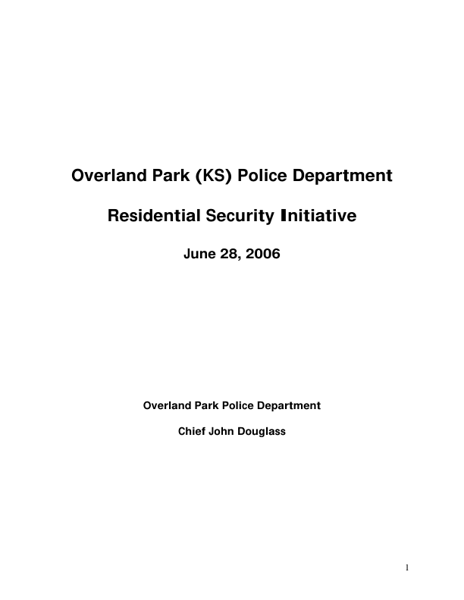 Overland Park (KS) Police Department
Residential Security Initiative
June 28, 2006
Overland Park Police Department
Chief John Douglass
1